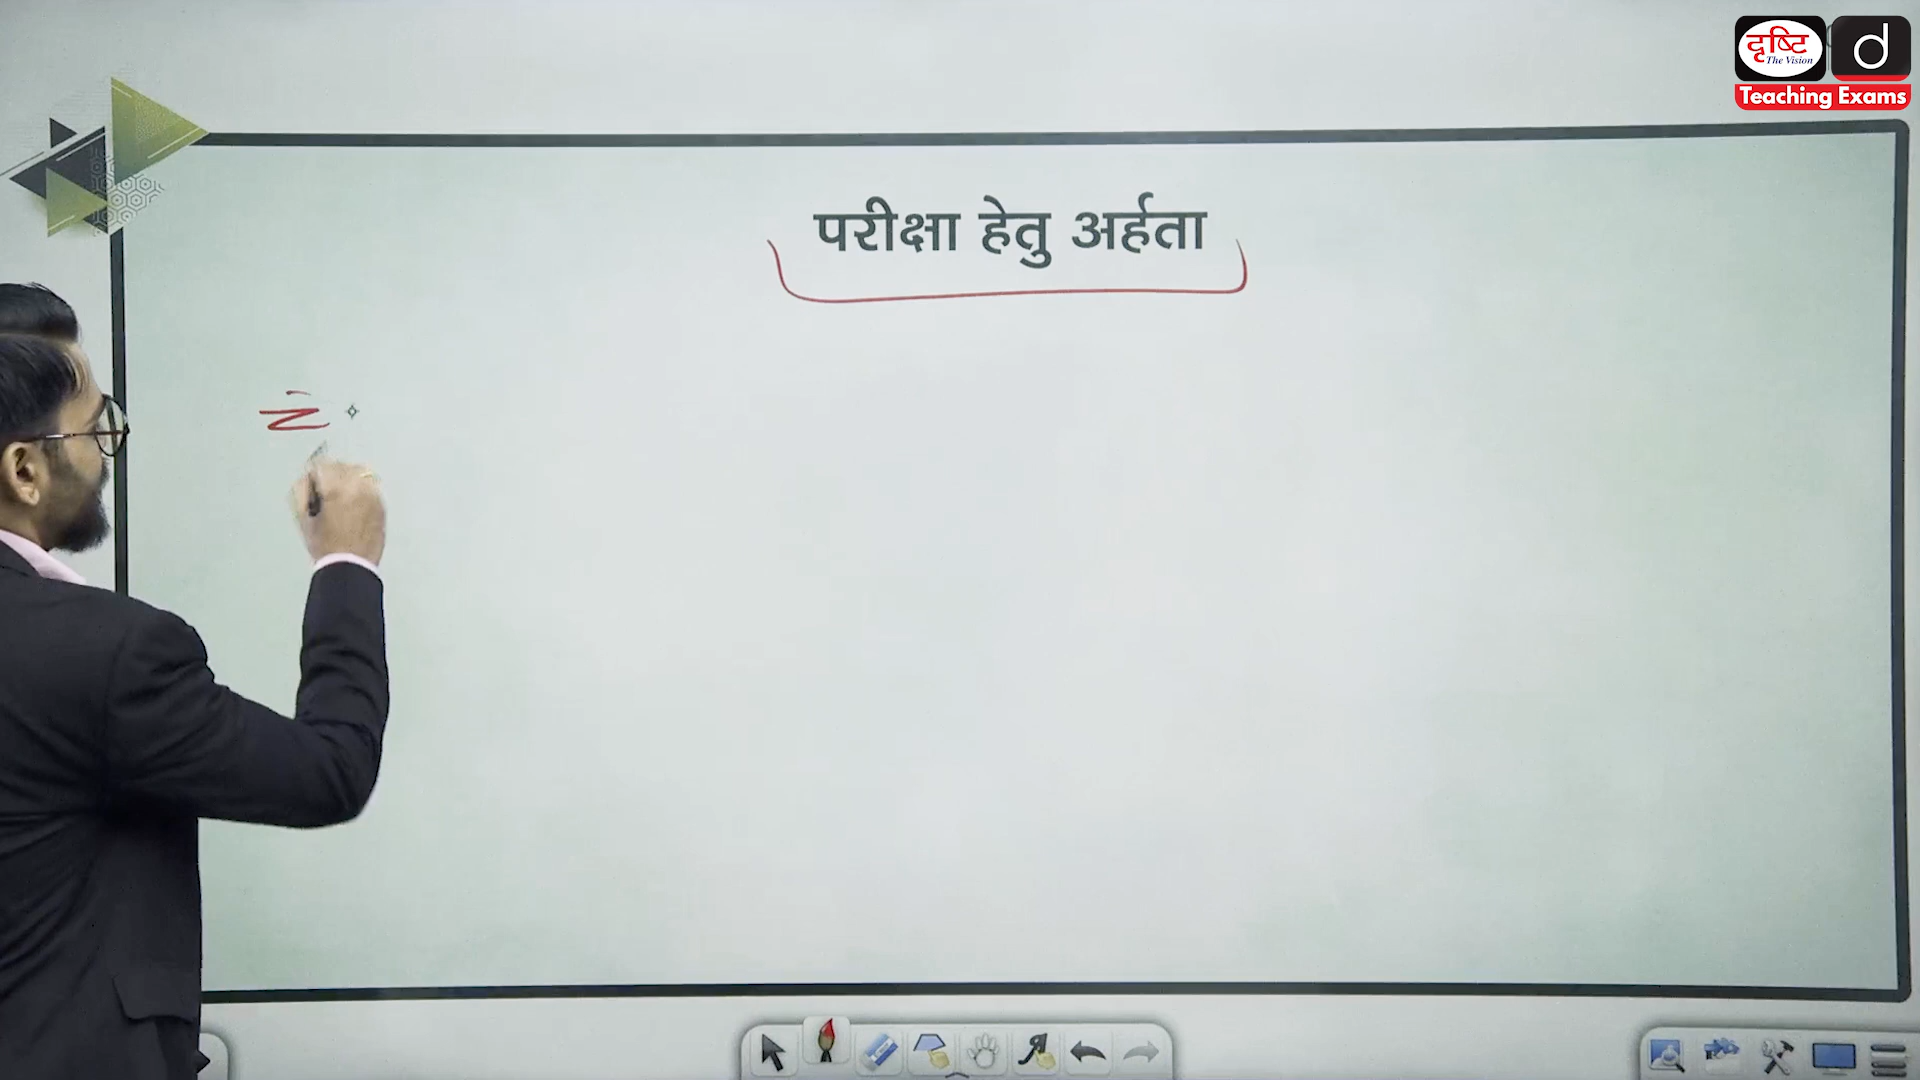 दृष्टि
The Vision
d
Teaching Exams
परीक्षा हेतु अर्हता